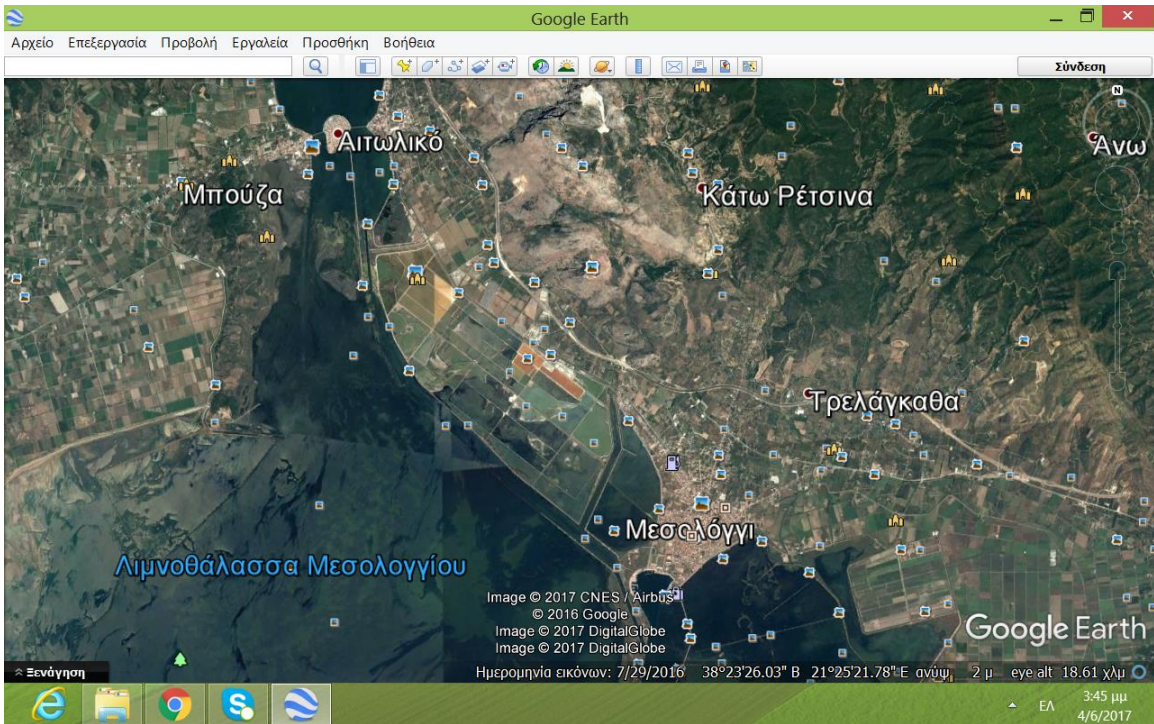 Google Earth
Αρχείο Επεξεργασία Προβολή Εργαλεία Προσθήκη Βοήθεια
Σύνδεση
N
Αιτωλικό
Άνω
Μπούζα
Κάτω Ρέτσινα
Τρελάγκαθα
Μεσολόγγι
Λιμνοθάλασσα Μεσολογγίου
Image © 2017 CNES / Airbus
© 2016 Google
Image © 2017 DigitalGlobe
Image © 2017 DigitalGlobe
Google Earth
Ξενάγηση
Ημερομηνία εικόνων: 7/29/2016 38°23'26.03" Β 21°25'21.78" Ε ανύψ. 2 μ eye alt 18.61 χλμ
ΕΛ
3:45 μμ
4/6/2017